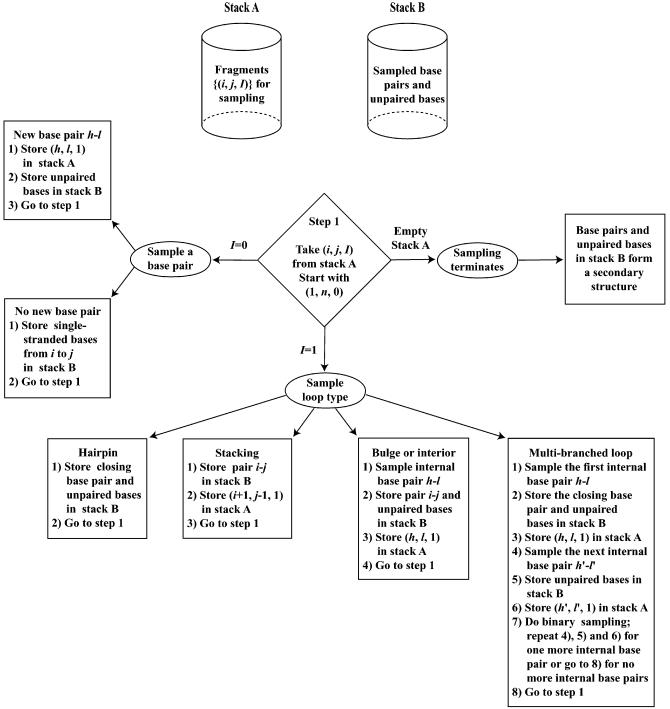 Stack A
Stack B
Fragments
{(i, j, I)} for
sampling
Sampled base
pairs and
unpaired bases
New base pair h-l
1) Store (h, l, 1)
in stack A
2) Store unpaired
bases in stack B
3) Go to step 1
Sample a
base pair
I=0
Step 1
Take (i, j, I)
from stack A
Start with
(1, n, 0)
Empty
Stack A
Sampling
terminates
Base pairs and
unpaired bases
in stack B form
a secondary
structure
No new base pair
1) Store single-
stranded bases
from i to j
in stack B
2) Go to step 1
I=1
Sample
loop type
Hairpin
1) Store closing
base pair and
unpaired bases
in stack B
2) Go to step 1
Stacking
1) Store pair i-j
in stack B
2) Store (i+1, j-1, 1)
in stack A
3) Go to step 1
Bulge or interior
1) Sample internal
base pair h-l
2) Store pair i-j and
unpaired bases
in stack B
3) Store (h, l, 1)
in stack A
4) Go to step 1
Multi-branched loop
1) Sample the first internal
base pair h-l
2) Store the closing base
pair and unpaired
bases in stack B
3) Store (h, l, 1) in stack A
4) Sample the next internal
base pair h'-l'
5) Store unpaired bases in
stack B
6) Store (h', l', 1) in stack A
7) Do binary sampling;
repeat 4), 5) and 6) for
one more internal base
pair or go to 8) for
no more internal base pairs
8) Go to step 1